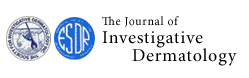 ESDR
The Journal of
Investigative
Dermatology